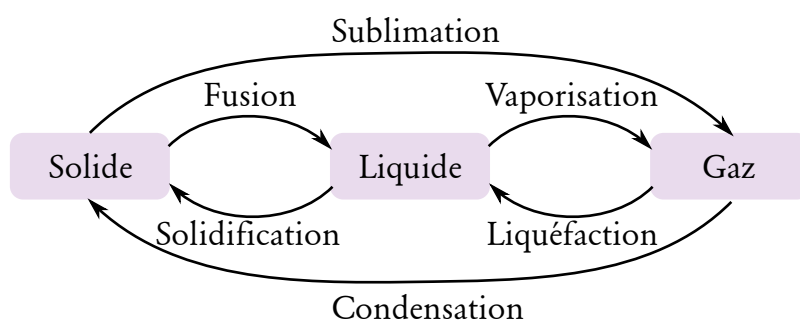 Sublimation
Fusion
Vaporisation
Solide
Liquide
Gaz
Solidification
Liquéfaction
Condensation